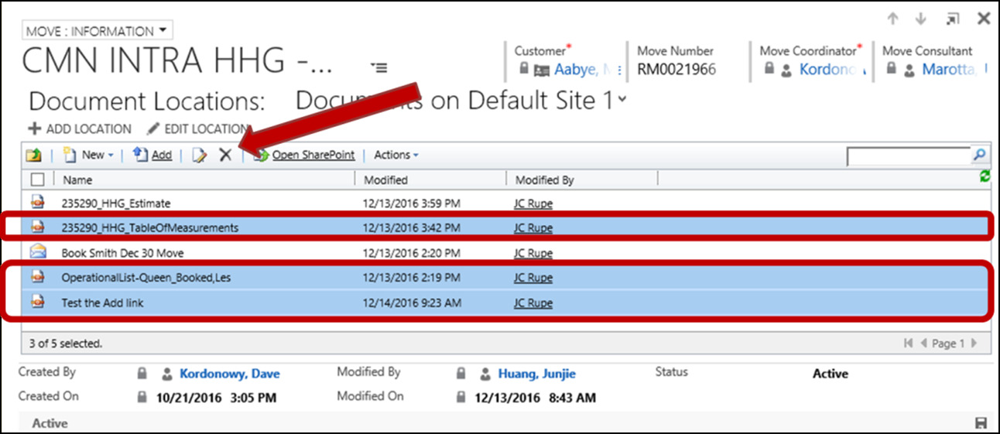 MOVE : INFORMATION
CMN INTRA HHG -...
Customer* Move Number Move Coordinator* Move Consultant
Aabye, RM0021966 Kordono Marotta,
Document Locations: Documents on Default Site 1
ADD LOCATION EDIT LOCATION
New Add Open SharePoint Actions
Name Modified Modified By
235290_HHG_Estimate 12/13/2016 3:59 PM JC Rupe
235290_HHG_TableOfMeasurements 12/13/2016 3:42 PM JC Rupe
Book Smith Dec 30 Move 12/13/2016 2:20 PM JC Rupe
OperationalList-Queen_Booked,Les 12/13/2016 2:19 PM JC Rupe
Test the Add link 12/14/2016 9:23 AM JC Rupe
3 of 5 selected. Page 1
Created By Kordonowy, Dave Modified By Huang, Junjie Status Active
Created On 10/21/2016 3:05 PM Modified On 12/13/2016 8:43 AM
Active